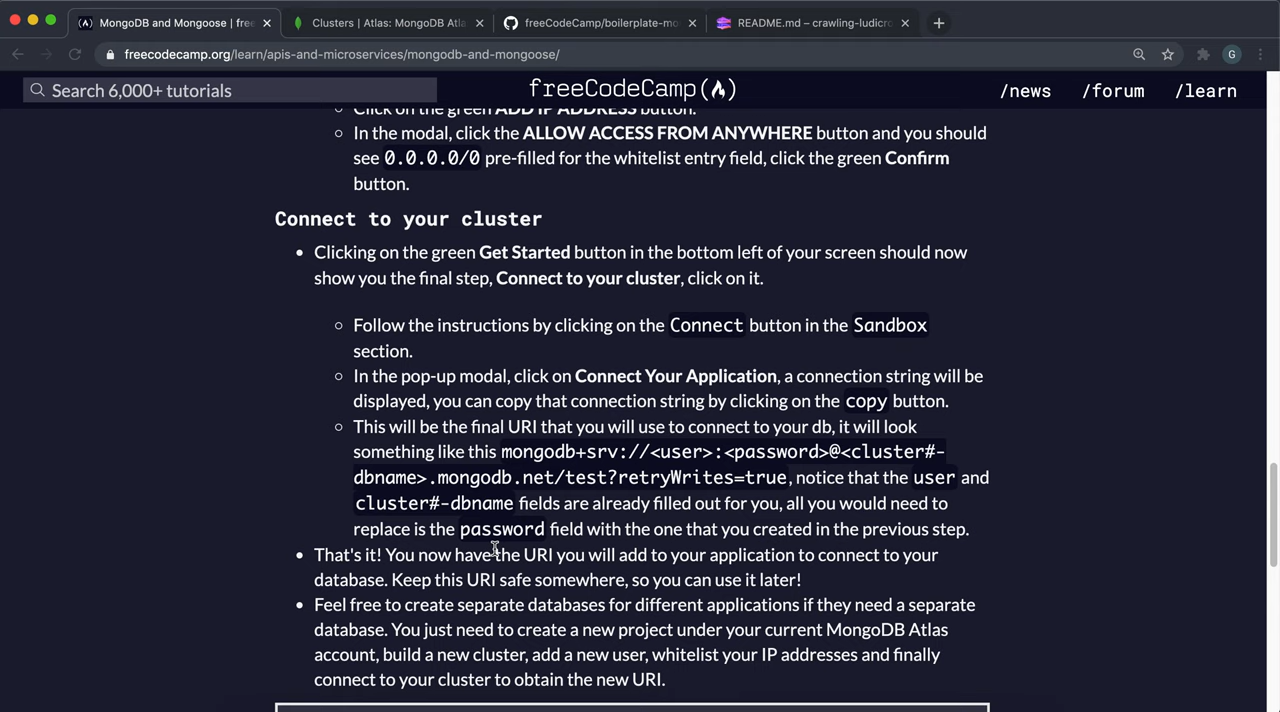 MongoDB and Mongoose | free
Clusters | Atlas: MongoDB Atla
freeCodeCamp/boilerplate-mo
README.md – crawling-ludicro
freecodecamp.org/learn/apis-and-microservices/mongodb-and-mongoose/
G
Search 6,000+ tutorials
freeCodeCamp
/news
/forum
/learn
Click on the green ADD IP ADDRESS button.
In the modal, click the ALLOW ACCESS FROM ANYWHERE button and you should
see 0.0.0.0/0 pre-filled for the whitelist entry field, click the green Confirm
button.
Connect to your cluster
Clicking on the green Get Started button in the bottom left of your screen should now
show you the final step, Connect to your cluster, click on it.
Follow the instructions by clicking on the Connect button in the Sandbox
section.
In the pop-up modal, click on Connect Your Application, a connection string will be
displayed, you can copy that connection string by clicking on the copy button.
This will be the final URI that you will use to connect to your db, it will look
something like this mongodb+srv://<user>:<password>@<cluster#-
dbname>.mongodb.net/test?retryWrites=true, notice that the user and
cluster#-dbname fields are already filled out for you, all you would need to
replace is the password field with the one that you created in the previous step.
That's it! You now have the URI you will add to your application to connect to your
database. Keep this URI safe somewhere, so you can use it later!
Feel free to create separate databases for different applications if they need a separate
database. You just need to create a new project under your current MongoDB Atlas
account, build a new cluster, add a new user, whitelist your IP addresses and finally
connect to your cluster to obtain the new URI.